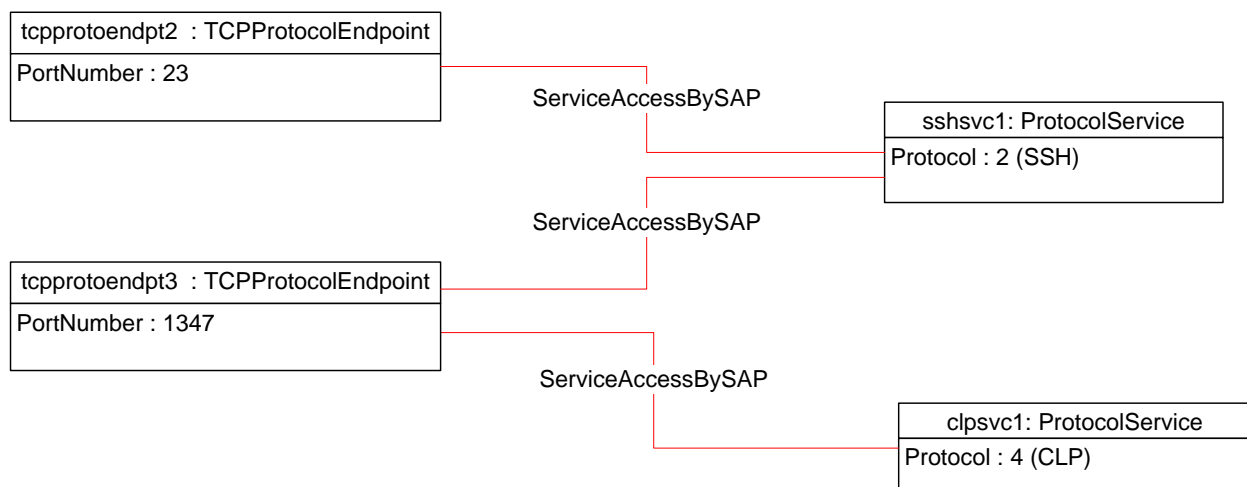 tcpprotoendpt2 : TCPProtocolEndpoint
PortNumber : 23
ServiceAccessBySAP
sshsvc1: ProtocolService
Protocol : 2 (SSH)
ServiceAccessBySAP
tcpprotoendpt3 : TCPProtocolEndpoint
PortNumber : 1347
ServiceAccessBySAP
clpsvc1: ProtocolService
Protocol : 4 (CLP)